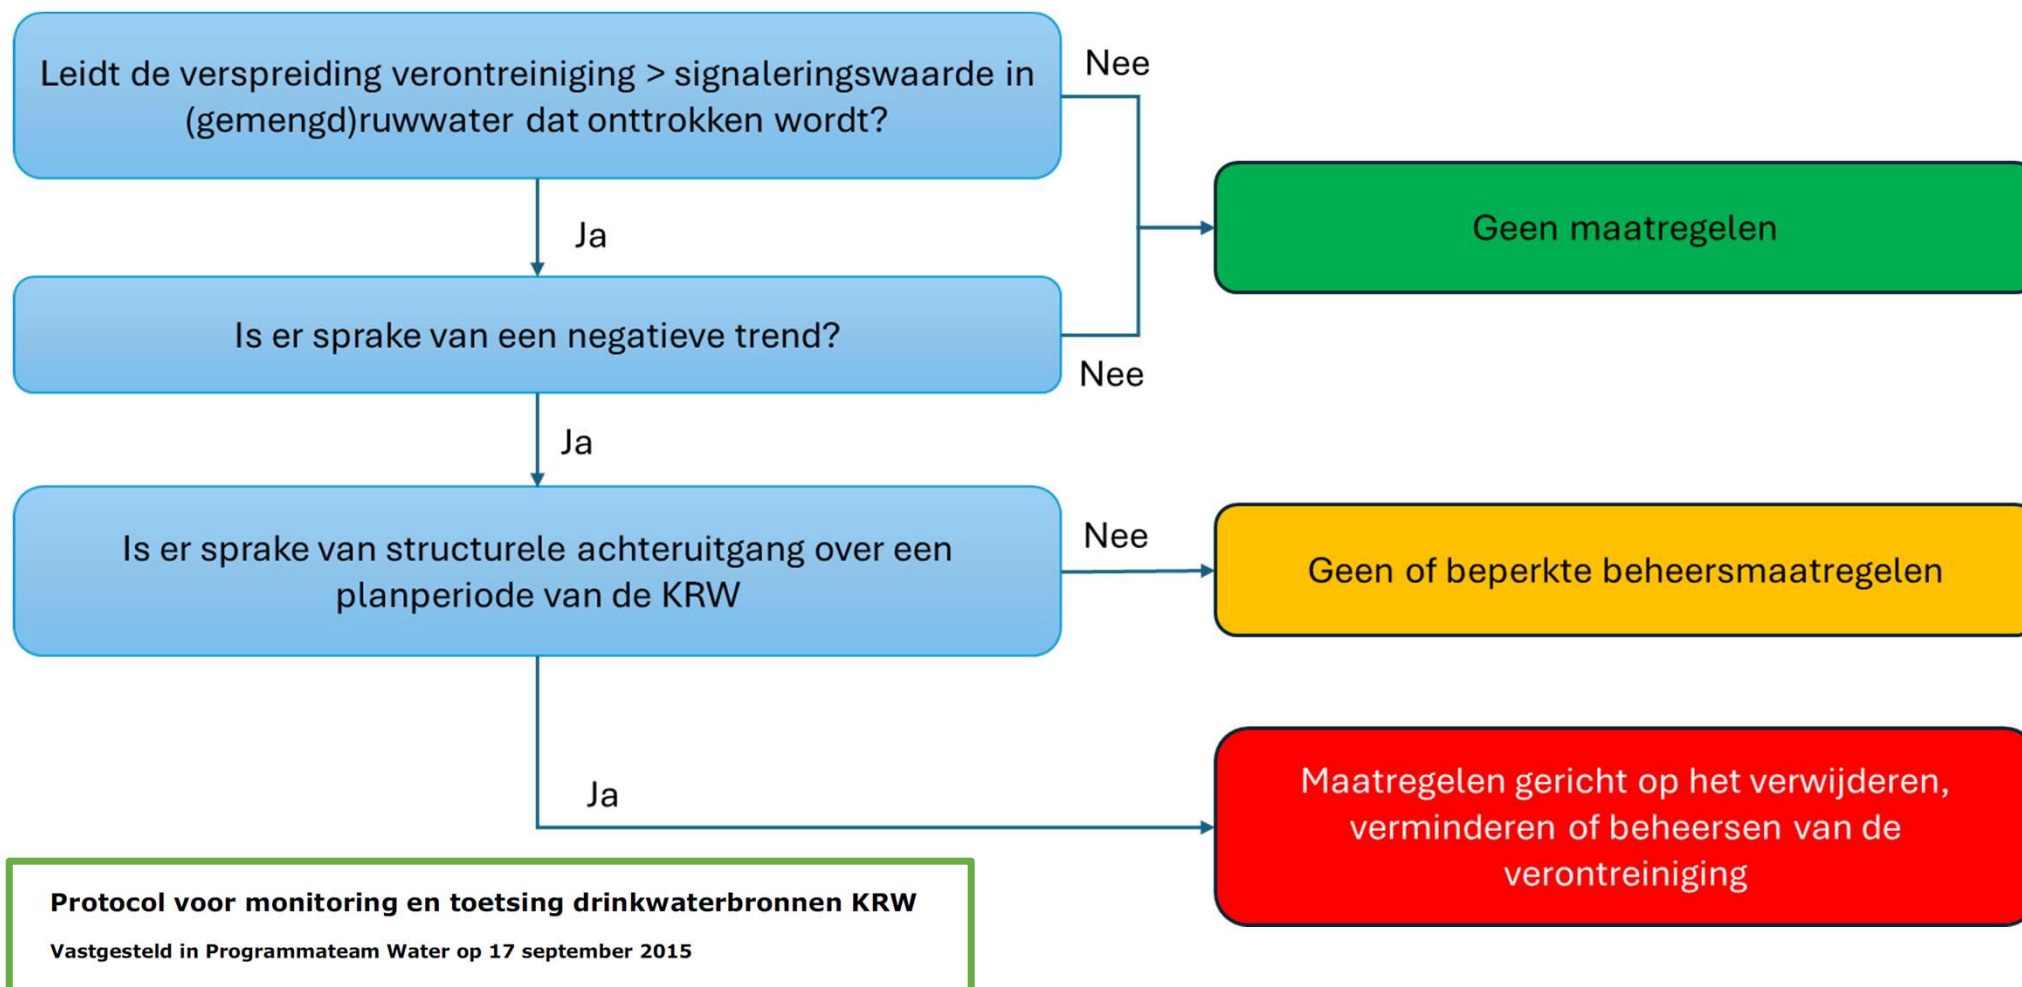 Leidt de verspreiding verontreiniging > signaleringswaarde in
(gemengd)ruwwater dat onttrokken wordt?
Nee
Geen maatregelen
Ja
Is er sprake van een negatieve trend?
Nee
Ja
Is er sprake van structurele achteruitgang over een
planperiode van de KRW
Nee
Geen of beperkte beheersmaatregelen
Ja
Maatregelen gericht op het verwijderen,
verminderen of beheersen van de
verontreiniging
Protocol voor monitoring en toetsing drinkwaterbronnen KRW
Vastgesteld in Programmateam Water op 17 september 2015